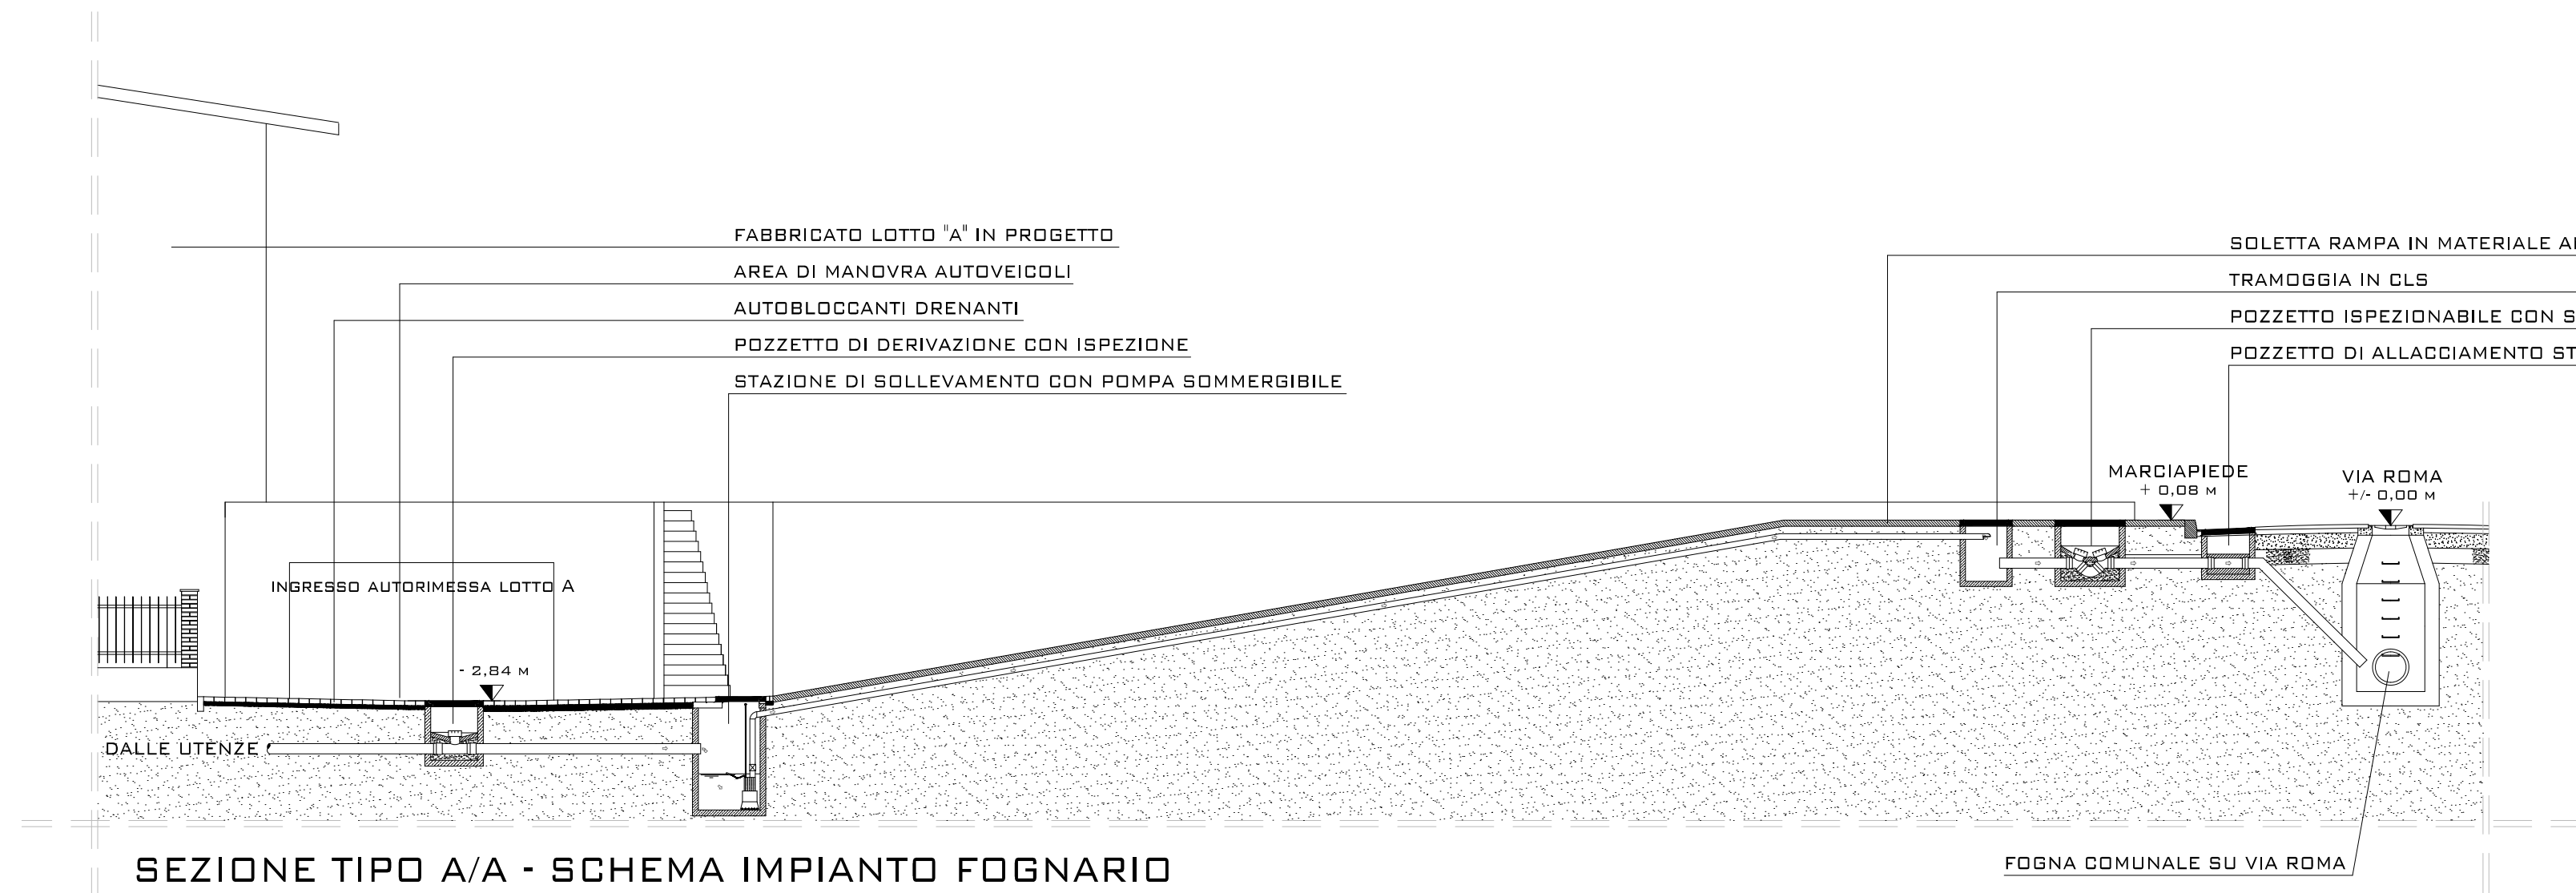 FABBRICATO LOTTO "A" IN PROGETTO
AREA DI MANOVRA AUTOVEICOLI
AUTOBLOCCANTI DRENANTI
POZZETTO DI DERIVAZIONE CON ISPEZIONE
STAZIONE DI SOLLEVAMENTO CON POMPA SOMMERGIBILE
SOLETTA RAMPA IN MATERIALE
TRAMOGGIA IN CLS
POZZETTO ISPEZIONABILE CON
POZZETTO DI ALLACCIAMENTO
MARCIAPIEDE
+ 0,08 M
VIA ROMA
+/- 0,00 M
INGRESSO AUTORIMESSA LOTTO A
- 2,84 M
DALLE UTENZE
SEZIONE TIPO A/A - SCHEMA IMPIANTO FOGNARIO
FOGNA COMUNALE SU VIA ROMA